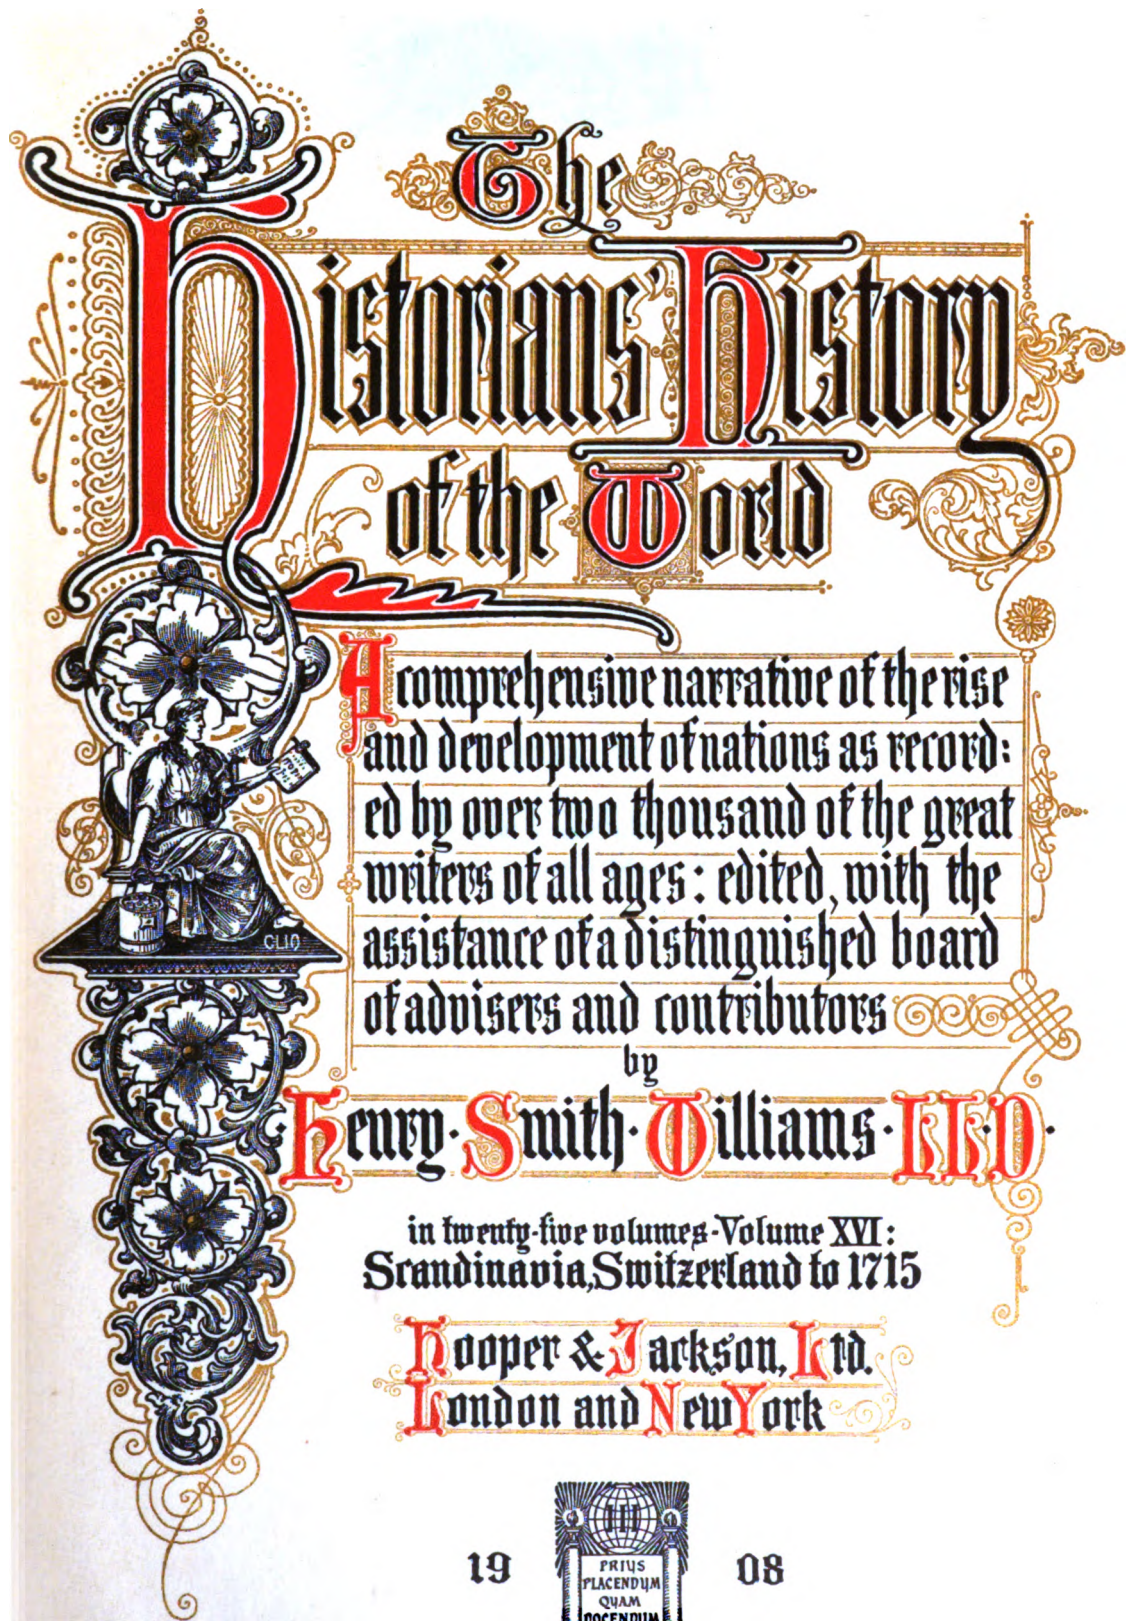 The
Historians' History
of the World
A comprehensive narrative of the rise
and development of nations as record:
ed by over two thousand of the great
writers of all ages: edited, with the
assistance of a distinguished board
of advisers and contributors
by
Henry · Smith · Williams · LL·D ·
in twenty-five volumes-Volume XVI:
Scandinavia, Switzerland to 1715
Hooper & Jackson, Ltd.
London and New York
CLIO
1908
PRIUS
PLACENDUM
QUAM
DOCENDUM